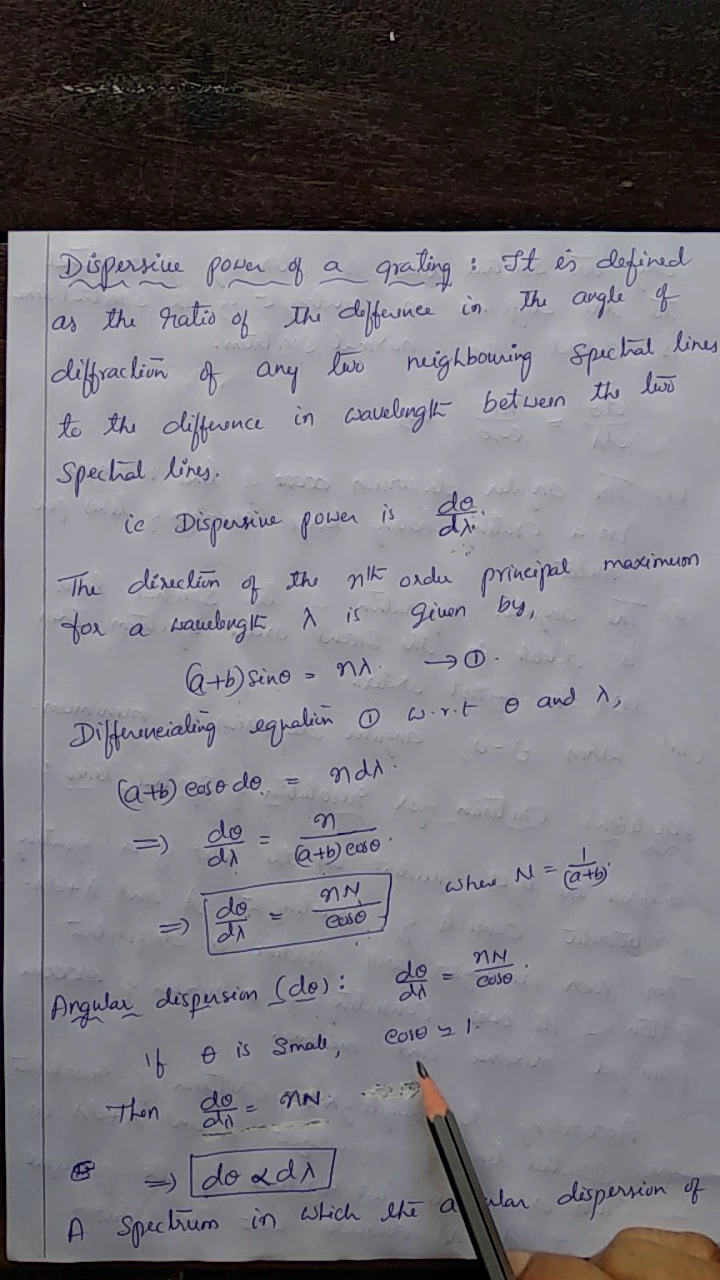 Dispersive power of a grating : It is defined
as the ratio of the difference in the angle of
diffraction of any two neighbouring Spectral lines
to the difference in wavelength between the two
Spectral lines.
ie Dispersive power is dθ/dλ.
The direction of the nth order principal maximum
for a wavelength λ is given by,
(a+b) sinθ = nλ. → ①.
Differenciating equation ① w.r.t θ and λ,
(a+b) cosθ dθ = n dλ.
⇒ dθ/dλ = n/(a+b) cosθ.
⇒ dθ/dλ = nN/cosθ where N = 1/(a+b).
Angular dispersion (dθ) : dθ/dλ = nN/cosθ.
If θ is Small, cosθ ≃ 1.
Then dθ/dλ = nN.
⇒ dθ ∝ dλ
A Spectrum in which the dispersion of